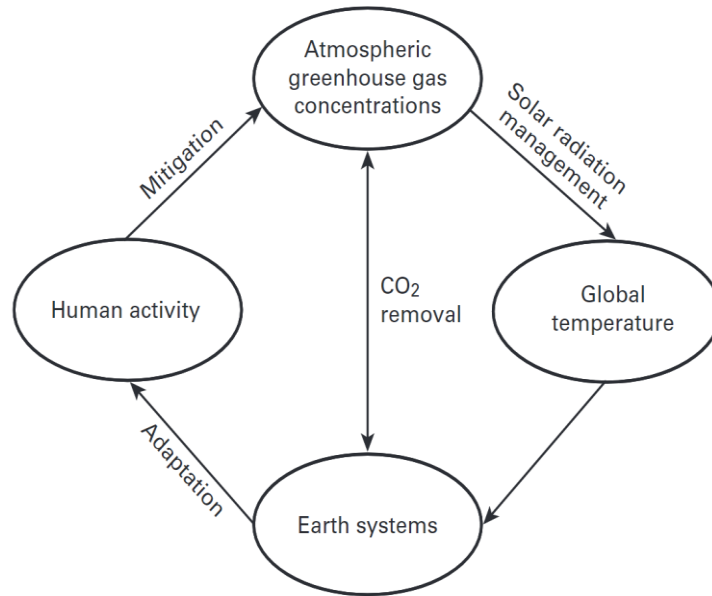 Atmospheric
greenhouse gas
concentrations
Mitigation
Solar radiation
management
Human activity
CO₂
removal
Global
temperature
Adaptation
Earth systems